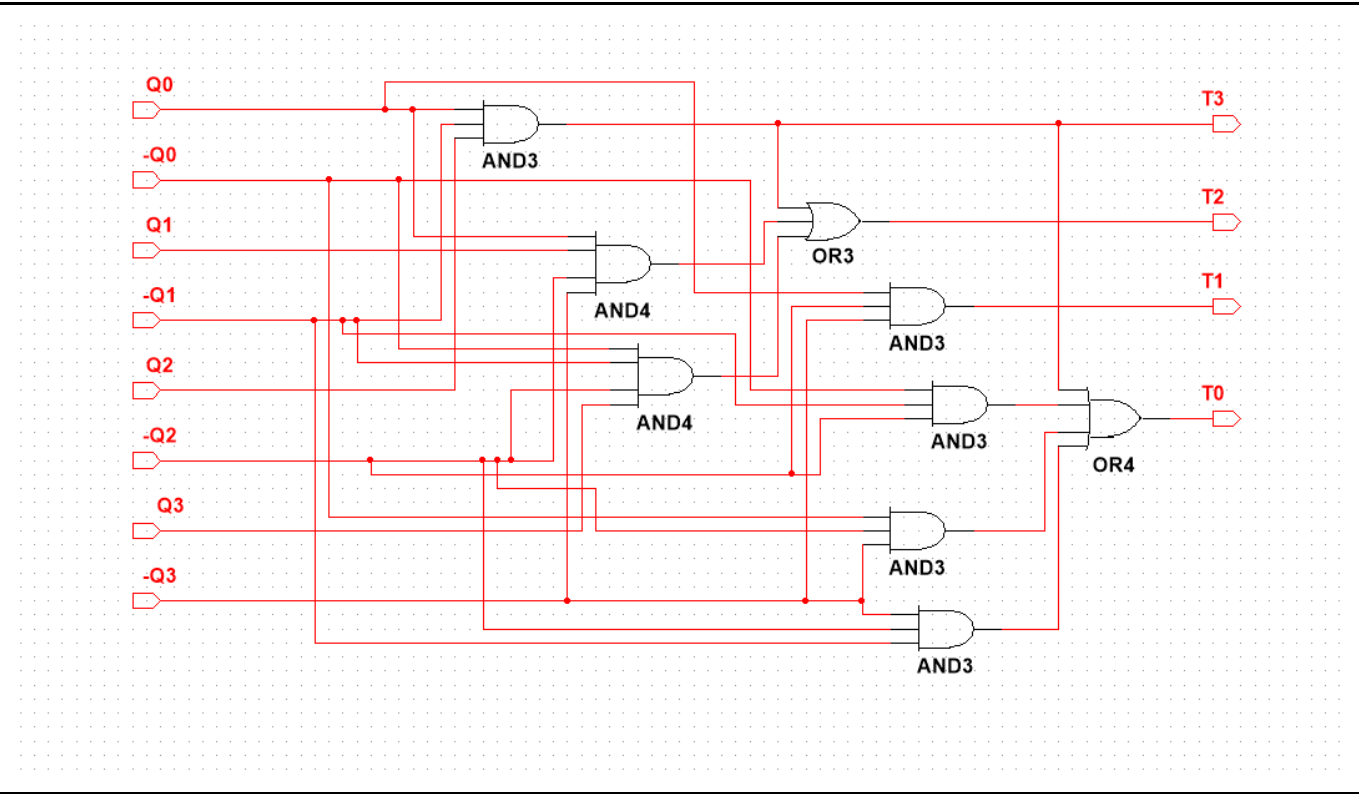 Q0
T3
-Q0
AND3
T2
Q1
OR3
T1
-Q1
AND4
AND3
Q2
T0
AND4
-Q2
AND3
OR4
Q3
-Q3
AND3
AND3